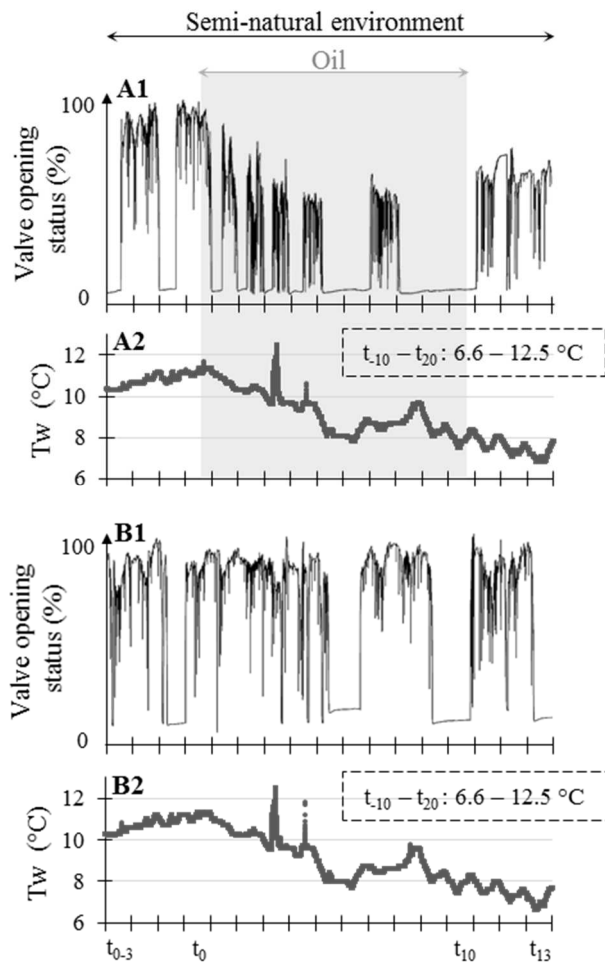 Semi-natural environment
Oil
A1
100
0
Valve opening
status (%)
A2
t-10 – t20: 6.6 – 12.5 °C
12
10
8
6
Tw (°C)
B1
100
0
Valve opening
status (%)
B2
t-10 – t20: 6.6 – 12.5 °C
12
10
8
6
Tw (°C)
t0-3 t0 t10 t13